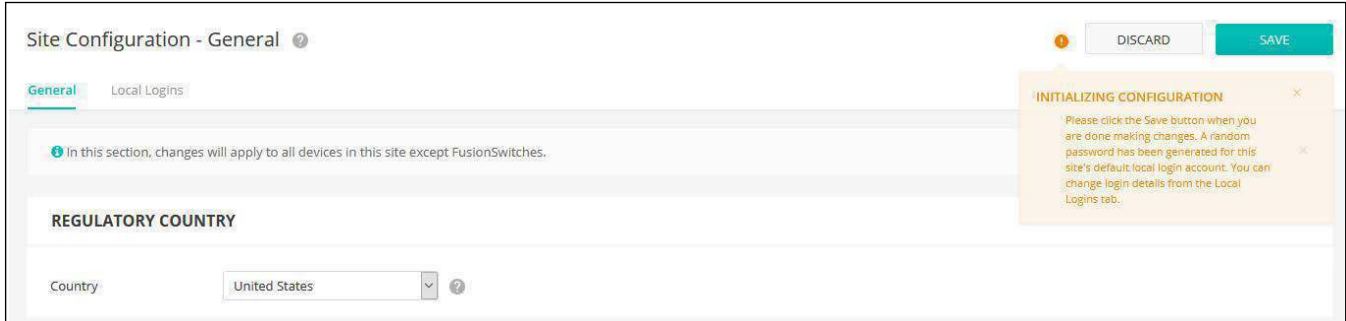 Site Configuration - General
DISCARD
SAVE
General
Local Logins
INITIALIZING CONFIGURATION
Please click the Save button when you
are done making changes. A random
password has been generated for this
site's default local login account. You can
change login details from the Local
Logins tab.
In this section, changes will apply to all devices in this site except FusionSwitches.
REGULATORY COUNTRY
Country
United States